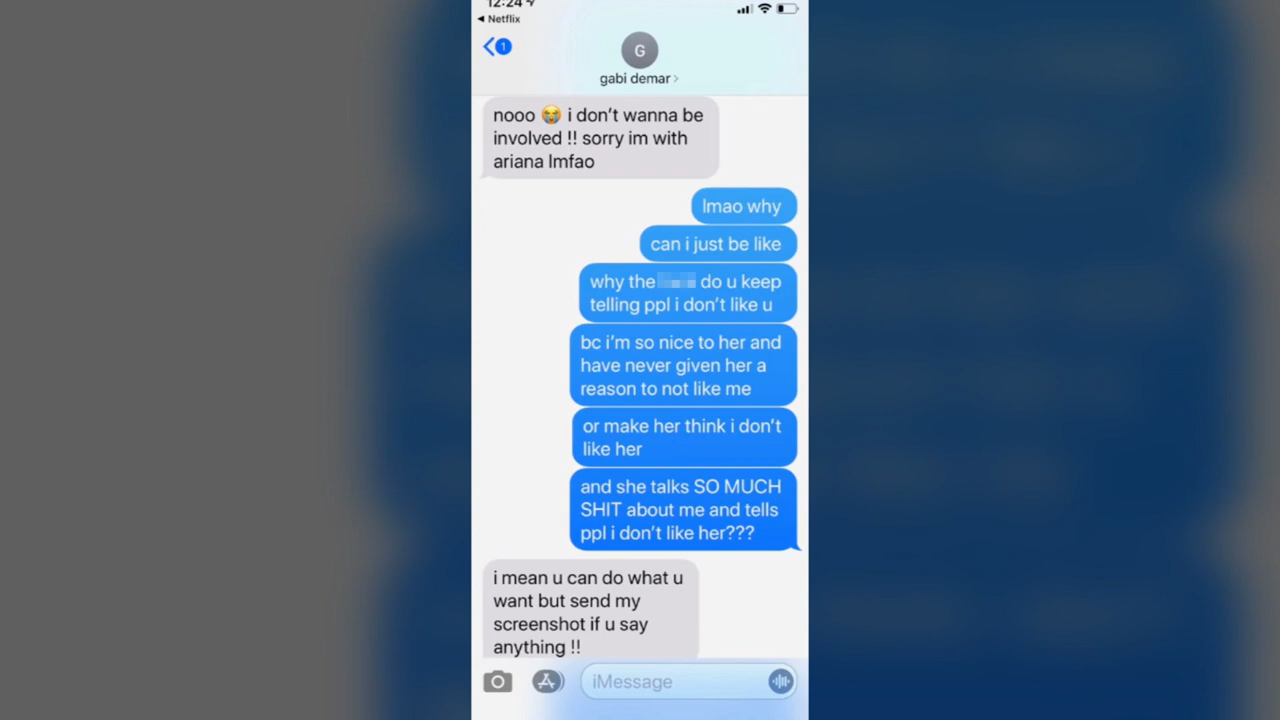 12:24
Netflix
1
G
gabi demar
nooo 😭 i don't wanna be
involved !! sorry im with
ariana lmfao
lmao why
can i just be like
why the do u keep
telling ppl i don't like u
bc i'm so nice to her and
have never given her a
reason to not like me
or make her think i don't
like her
and she talks SO MUCH
SHIT about me and tells
ppl i don't like her???
i mean u can do what u
want but send my
screenshot if u say
anything !!
iMessage